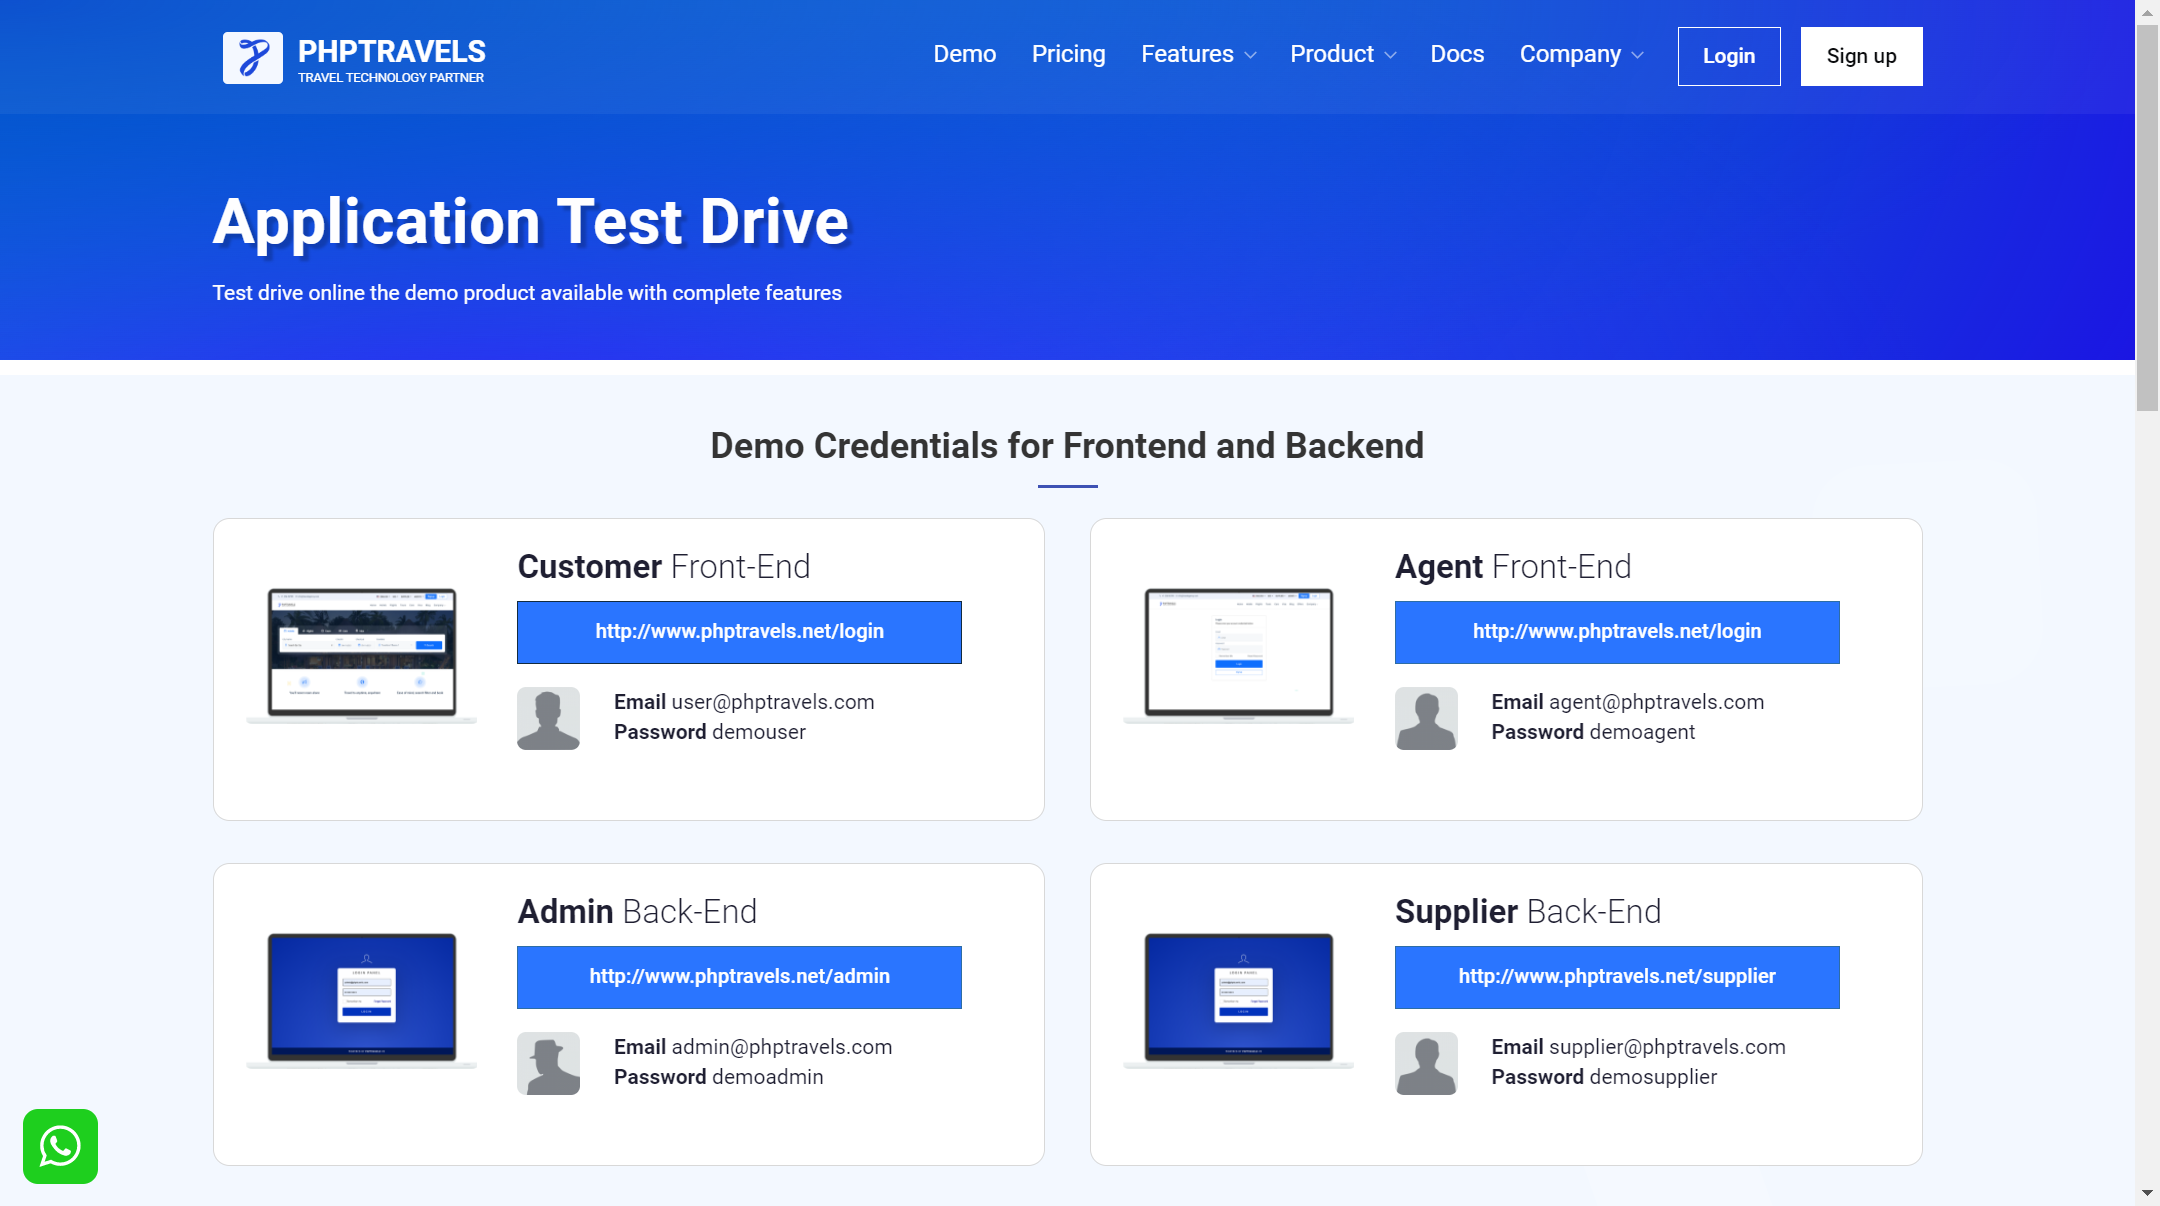 PHPTRAVELS
TRAVEL TECHNOLOGY PARTNER
Demo Pricing Features Product Docs Company Login Sign up
Application Test Drive
Test drive online the demo product available with complete features
Demo Credentials for Frontend and Backend
Customer Front-End
http://www.phptravels.net/login
Email user@phptravels.com
Password demouser
Agent Front-End
http://www.phptravels.net/login
Email agent@phptravels.com
Password demoagent
Admin Back-End
http://www.phptravels.net/admin
Email admin@phptravels.com
Password demoadmin
Supplier Back-End
http://www.phptravels.net/supplier
Email supplier@phptravels.com
Password demosupplier